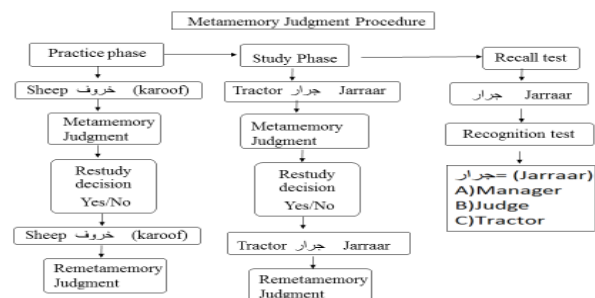 Metamemory Judgment Procedure
Practice phase
Sheep خروف (karoof)
Metamemory
Judgment
Restudy
decision
Yes/No
Sheep خروف (karoof)
Remetamemory
Judgment
Study Phase
Tractor جرار Jarraar
Metamemory
Judgment
Restudy
decision
Yes/No
Tractor جرار Jarraar
Remetamemory
Judgment
Recall test
جرار Jarraar
Recognition test
جرار= (Jarraar)
A)Manager
B)Judge
C)Tractor